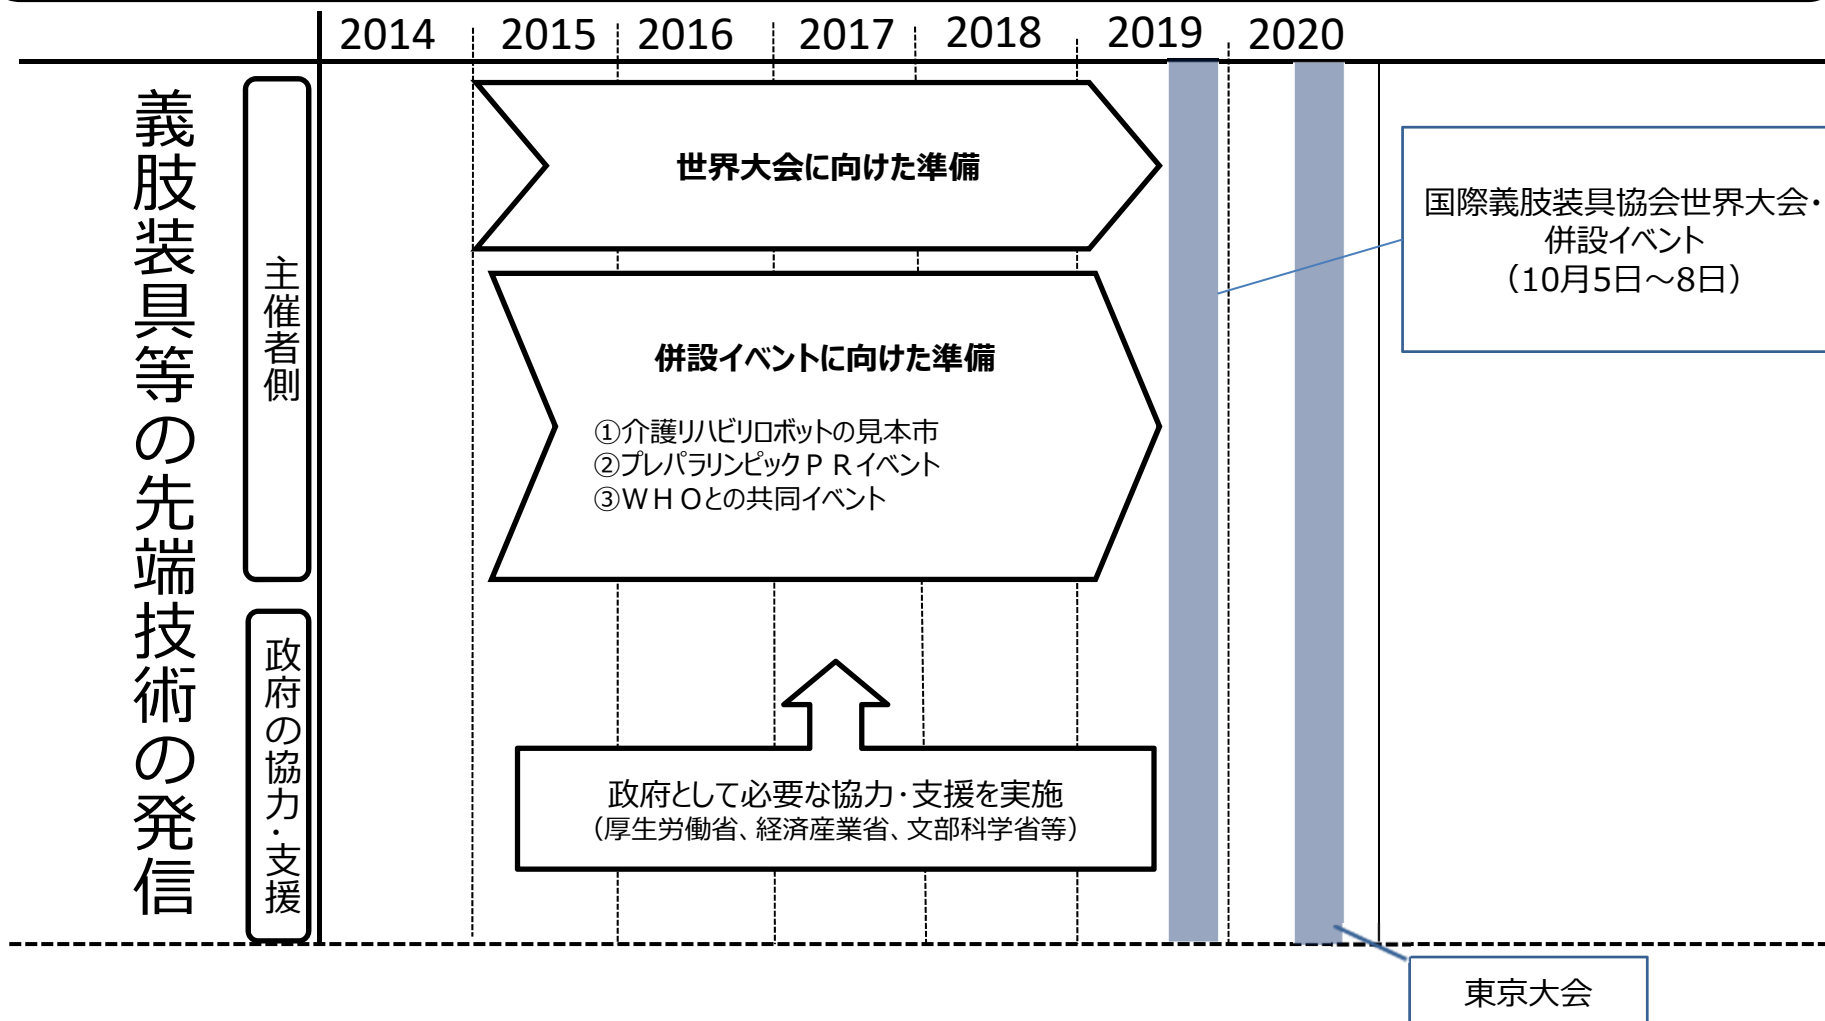 2014 2015 2016 2017 2018 2019 2020
義肢装具等の先端技術の発信
主催者側
世界大会に向けた準備
併設イベントに向けた準備
①介護リハビリロボットの見本市
②プレパラリンピックＰＲイベント
③ＷＨＯとの共同イベント
国際義肢装具協会世界大会・
併設イベント
（10月5日～8日）
政府の協力・支援
政府として必要な協力・支援を実施
（厚生労働省、経済産業省、文部科学省等）
東京大会